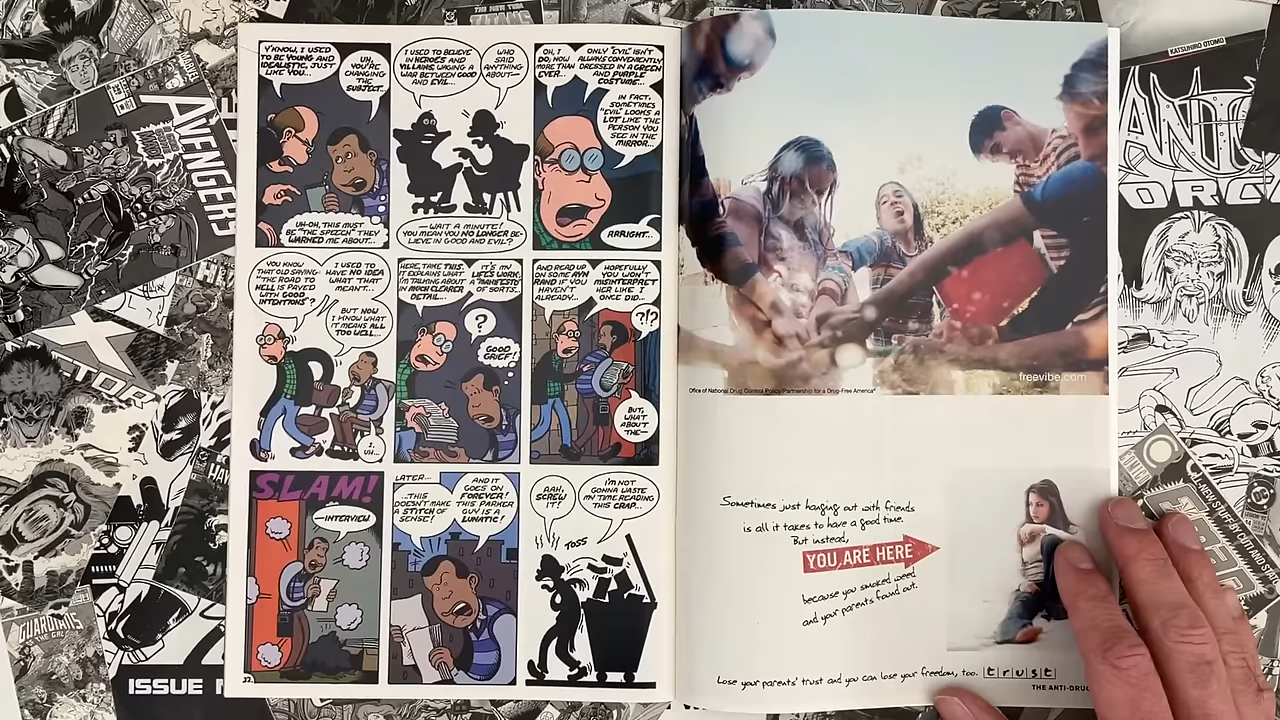 Y'KNOW, I USED
TO BE YOUNG AND
IDEALISTIC, JUST
LIKE YOU...
UH,
YOU'RE
CHANGING
THE
SUBJECT..
UH-OH, THIS MUST
BE "THE SPEECH" THEY
WARNED ME ABOUT...
I USED TO BELIEVE
IN HEROES AND
VILLAINS WAGING A
WAR BETWEEN GOOD
AND EVIL...
WHO
SAID
ANYTHING
ABOUT—
—WAIT A MINUTE!
YOU MEAN YOU NO LONGER BE-
LIEVE IN GOOD AND EVIL?
OH, I
DO, NOW
MORE THAN
EVER...
ONLY "EVIL" ISN'T
ALWAYS CONVENIENTLY
DRESSED IN A GREEN
AND PURPLE
COSTUME...
IN FACT,
SOMETIMES
"EVIL" LOOKS A
LOT LIKE THE
PERSON YOU
SEE IN THE
MIRROR...
RRRIGHT...
YOU KNOW
THAT OLD SAYING:
"THE ROAD TO
HELL IS PAVED
WITH GOOD
INTENTIONS"?
I USED TO
HAVE NO IDEA
WHAT THAT
MEANT...
BUT NOW
I KNOW WHAT
IT MEANS ALL
TOO WELL...
I..
UH...
HERE, TAKE THIS.
IT EXPLAINS WHAT
I'M TALKING ABOUT
IN MUCH CLEARER
DETAIL...
IT'S MY
LIFE'S WORK,
A "MANIFESTO"
OF SORTS...
?
GOOD
GRIEF!
AND READ UP
ON SOME AYN
RAND IF YOU
HAVEN'T
ALREADY...
HOPEFULLY,
YOU WON'T
MISINTERPRET
HER LIKE I
ONCE DID...
?!?
BUT,
WHAT
ABOUT
THE—
SLAM!
—INTERVIEW.
LATER...
...THIS
DOESN'T MAKE
A STITCH OF
SENSE!
AND IT
GOES ON
FOREVER!
THIS PARKER
GUY IS A
LUNATIC!
AAH,
SCREW
IT!
I'M NOT
GONNA WASTE
MY TIME READING
THIS CRAP...
TOSS
32
freevibe.com
Office of National Drug Control Policy/Partnership for a Drug-Free America®
Sometimes just hanging out with friends
is all it takes to have a good time.
But instead,
YOU ARE HERE
because you smoked weed
and your parents found out.
Lose your parents' trust and you can lose your freedom, too. trust
THE ANTI-DRUG
AVENGERS
THE NEW TEEN
TITANS
GUARDIANS
ISSUE
KATSUHIRO OTOMO